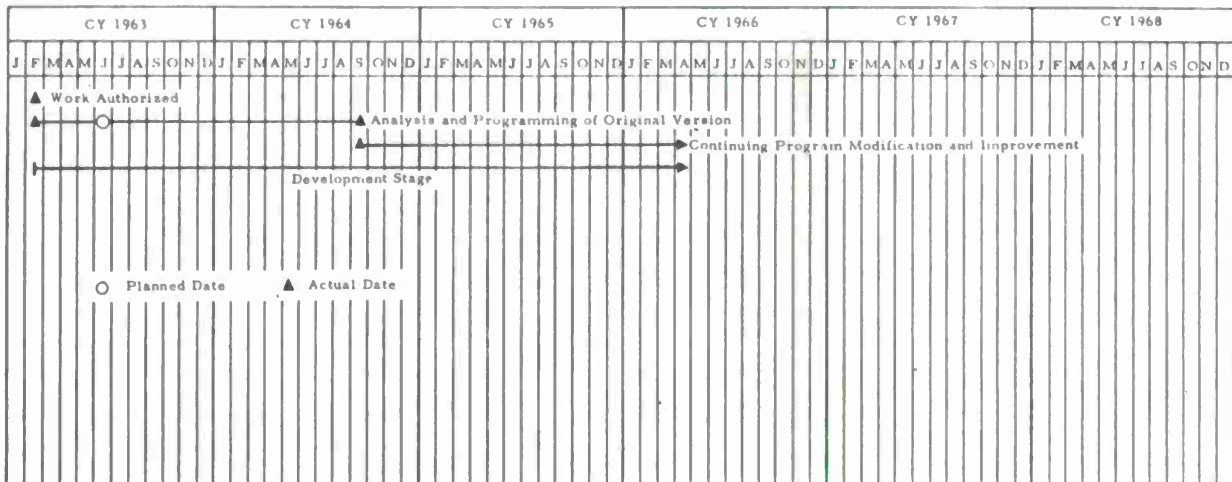 CY 1963 CY 1964 CY 1965 CY 1966 CY 1967 CY 1968
J F M A M J J A S O N D J F M A M J J A S O N D J F M A M J J A S O N D J F M A M J J A S O N D J F M A M J J A S O N D J F M A M J J A S O N D
Work Authorized
Analysis and Programming of Original Version
Continuing Program Modification and Improvement
Development Stage
Planned Date Actual Date